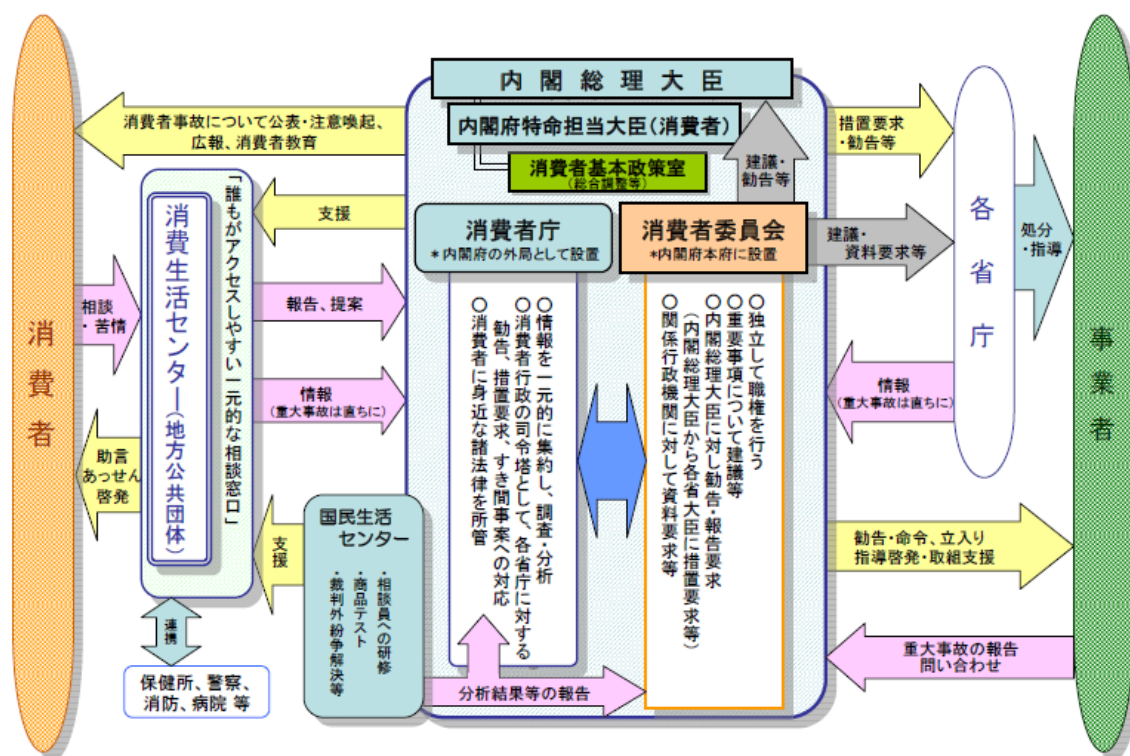 内閣総理大臣
内閣府特命担当大臣(消費者)
消費者基本政策室
(総合調整等)
消費者事故について公表・注意喚起、
広報、消費者教育
措置要求
・勧告等
建議・
勧告等
支援
消費者庁
*内閣府の外局として設置
消費者委員会
*内閣府本府に設置
建議・
資料要求等
各省庁
処分
・指導
消費者
相談
・苦情
「誰もがアクセスしやすい一元的な相談窓口」
消費生活センター(地方公共団体)
報告、提案
情報
(重大事故は直ちに)
助言
あっせん
啓発
○情報を一元的に集約し、調査・分析
○消費者行政の司令塔として、各省庁に対する
勧告、措置要求、すき間事案への対応
○消費者に身近な諸法律を所管
○独立して職権を行う
○重要事項について建議等
○内閣総理大臣に対し勧告・報告要求
(内閣総理大臣から各省大臣に措置要求等)
○関係行政機関に対して資料要求等
情報
(重大事故は直ちに)
事業者
国民生活
センター
・相談員への研修
・商品テスト
・裁判外紛争解決等
支援
勧告・命令、立入り
指導啓発・取組支援
連携
保健所、警察、
消防、病院 等
分析結果等の報告
重大事故の報告
問い合わせ